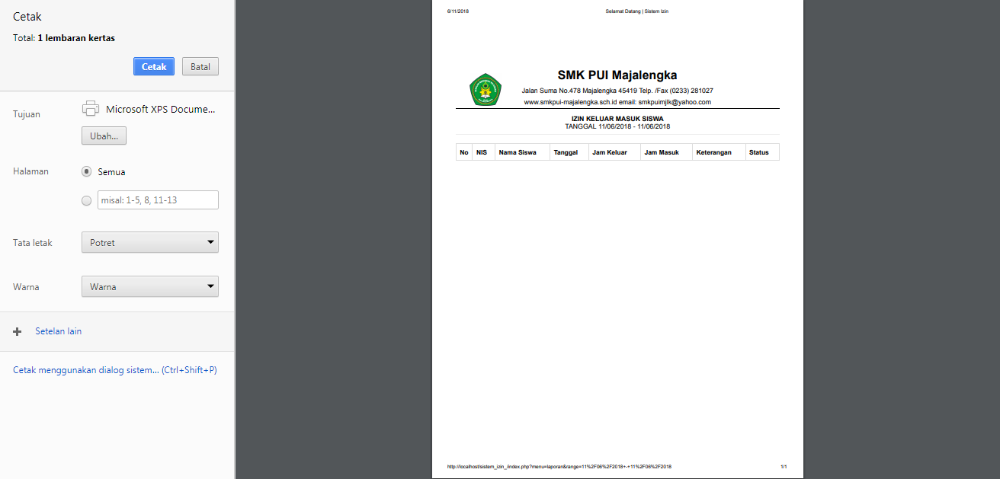 Cetak
Total: 1 lembaran kertas
Cetak
Batal
Tujuan
Microsoft XPS Docume...
Ubah...
Halaman
Semua
misal: 1-5, 8, 11-13
Tata letak
Potret
Warna
Warna
Setelan lain
Cetak menggunakan dialog sistem... (Ctrl+Shift+P)
6/11/2018
Selamat Datang | Sistem Izin
SMK PUI Majalengka
Jalan Suma No.478 Majalengka 45419 Telp. /Fax (0233) 281027
www.smkpui-majalengka.sch.id email: smkpuimjlk@yahoo.com
IZIN KELUAR MASUK SISWA
TANGGAL 11/06/2018 - 11/06/2018
No NIS Nama Siswa Tanggal Jam Keluar Jam Masuk Keterangan Status
http://localhost/sistem_izin_/index.php?menu=laporan&range=11%2F06%2F2018+-+11%2F06%2F2018
1/1